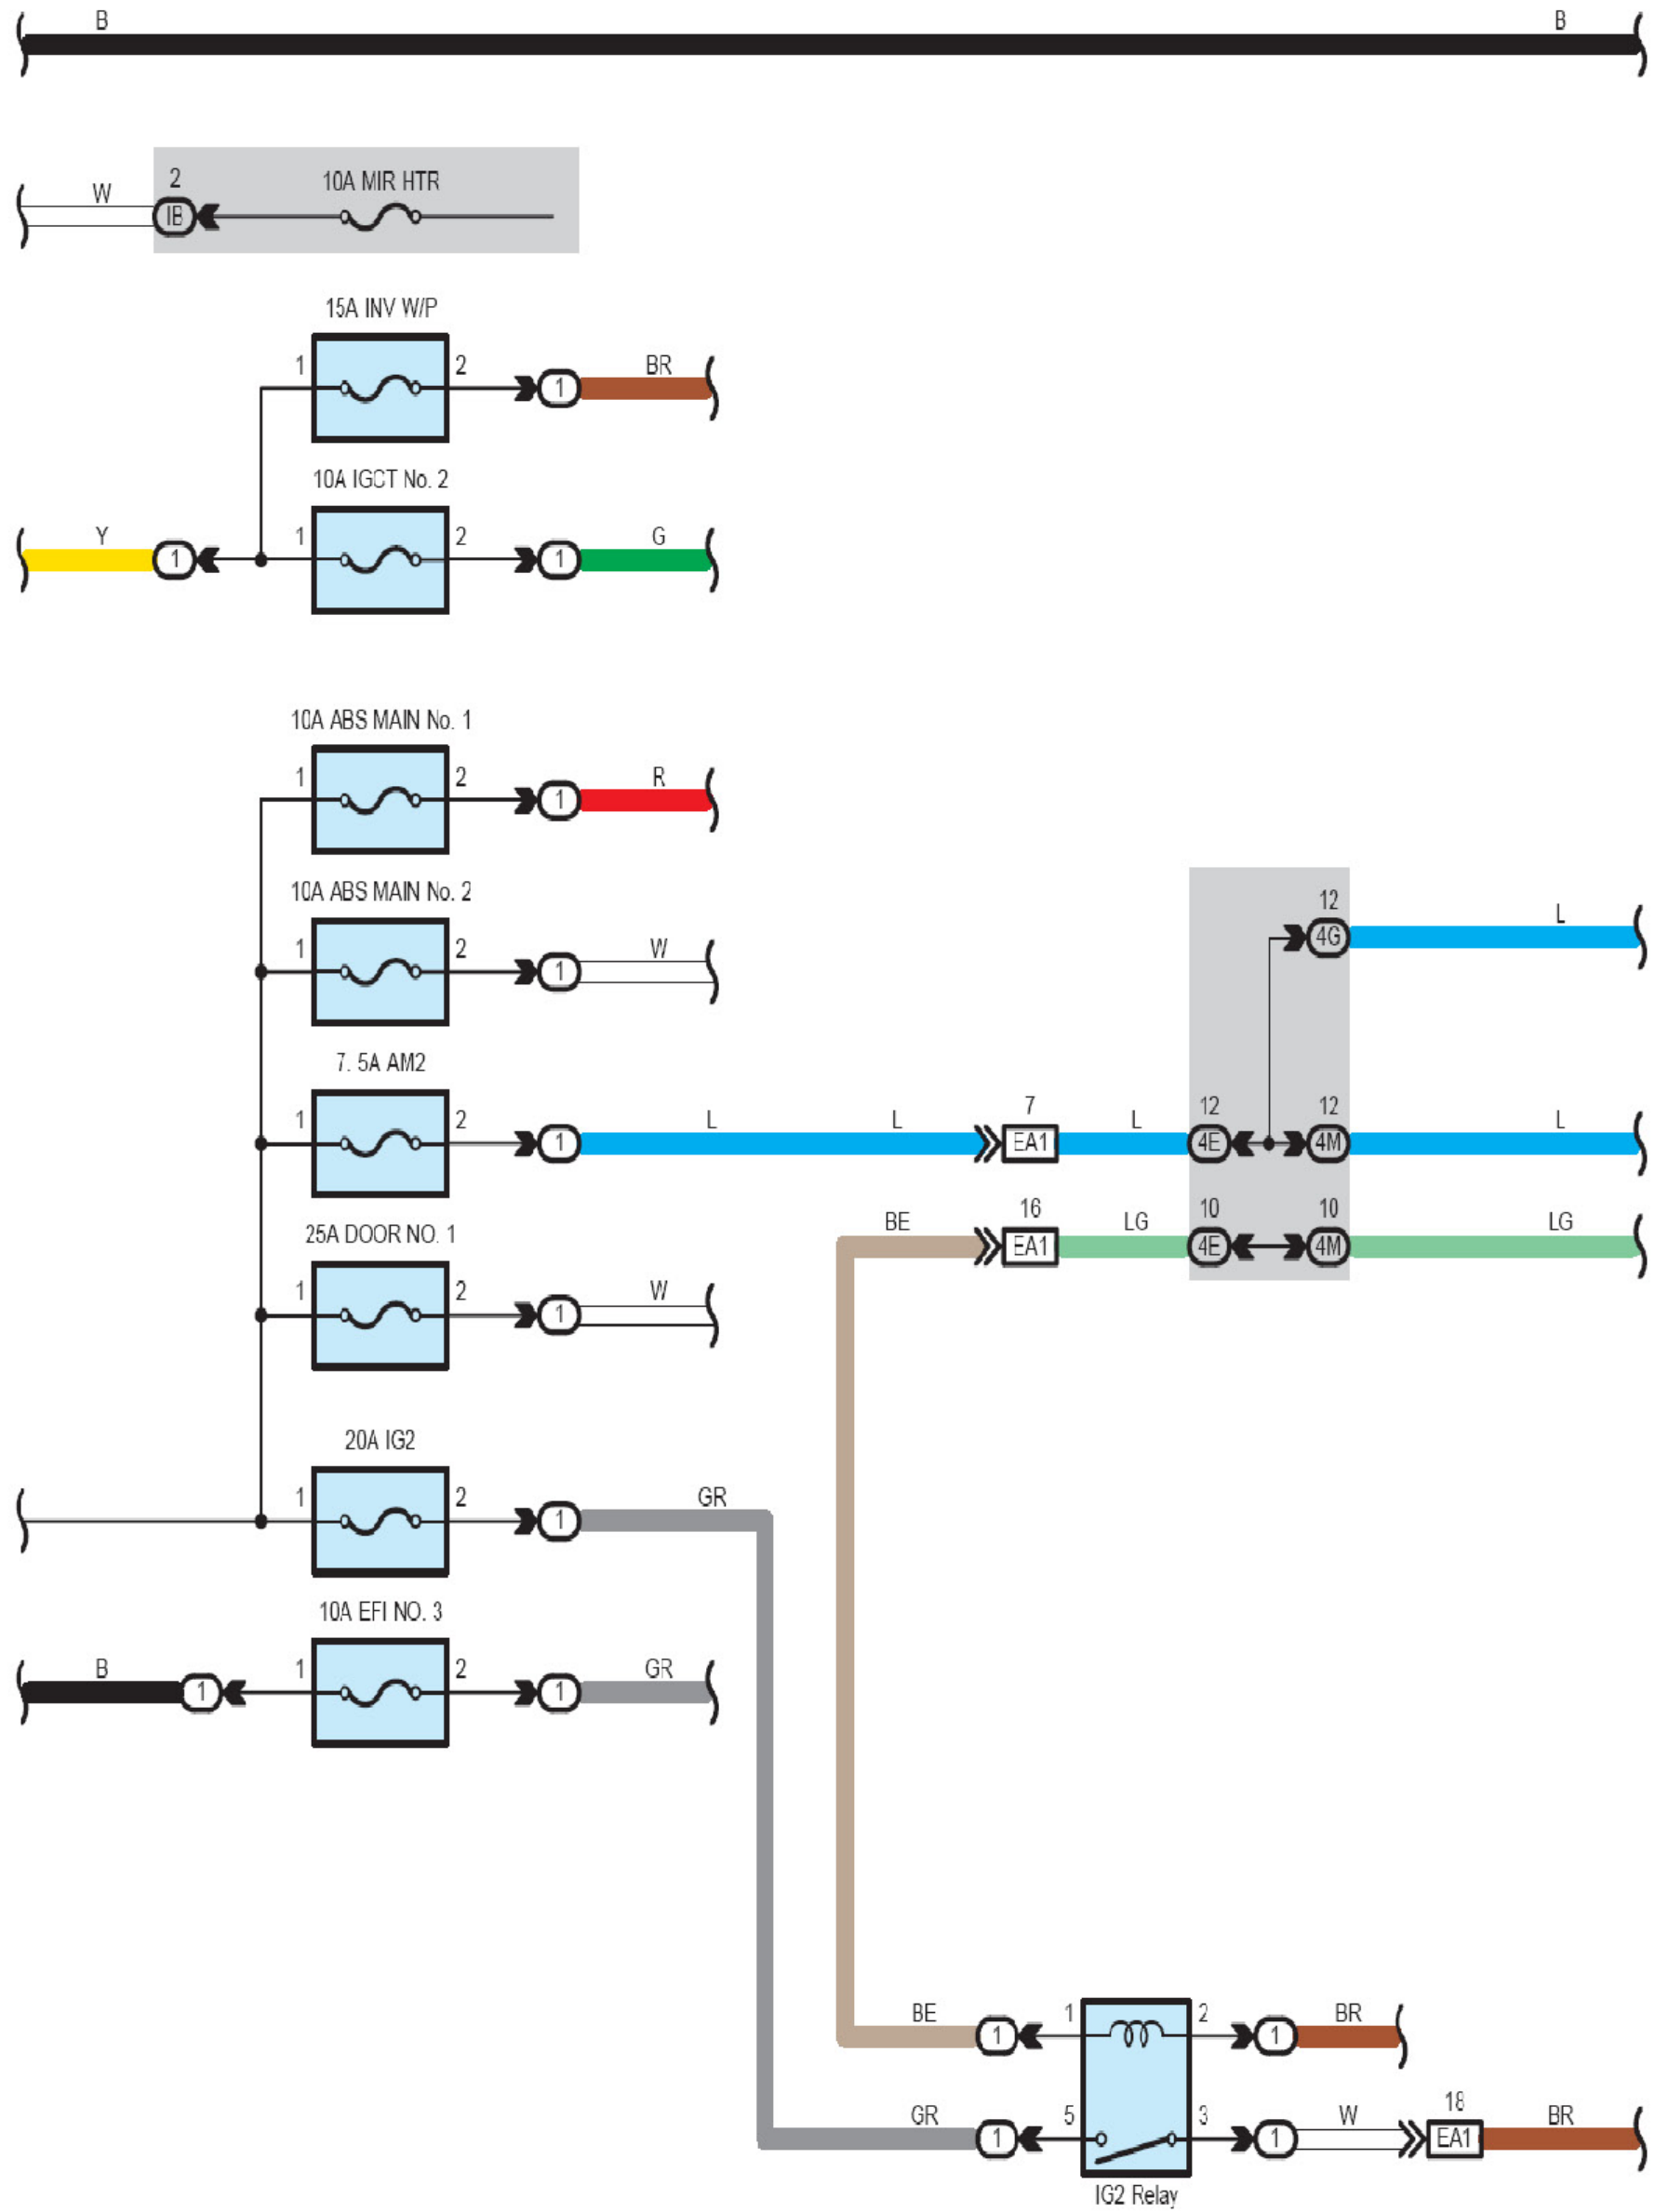 B B
2
W 10A MIR HTR
IB
15A INV W/P
1 2 BR
1
10A IGCT No. 2
Y 1 2 G
1 1
10A ABS MAIN No. 1
1 2 R
1
10A ABS MAIN No. 2
12
1 2 W L
1 4G
7. 5A AM2
7 12 12
1 2 L L L L
1 EA1 4E 4M
16 10 10
BE LG LG
25A DOOR NO. 1
EA1 4E 4M
1 2 W
1
20A IG2
1 2 GR
1
10A EFI NO. 3
B 1 2 GR
1 1
BE 1 2 BR
1 1
18
GR 5 3 W BR
1 1 EA1
IG2 Relay